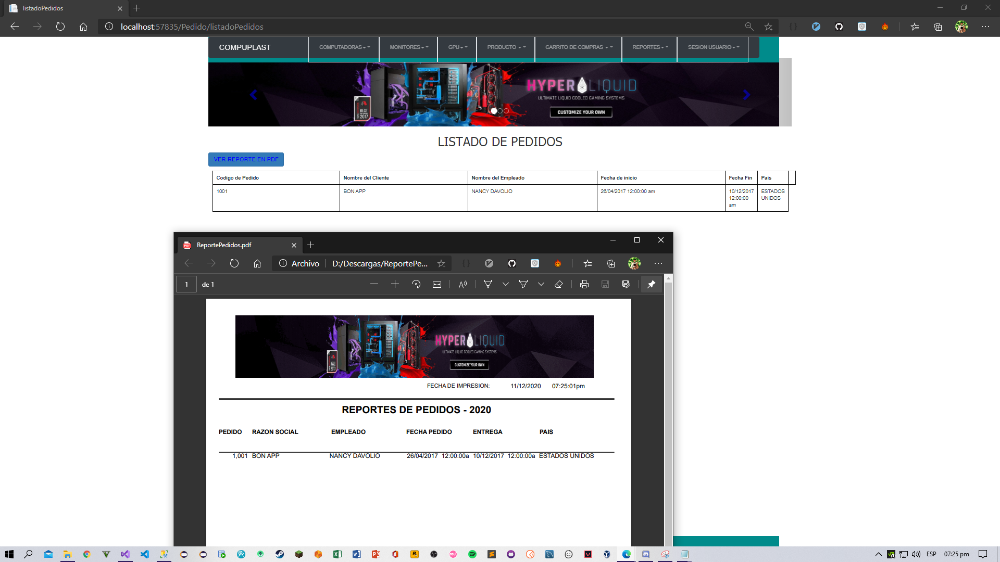 listadoPedidos
localhost:57835/Pedido/listadoPedidos
COMPUPLAST
COMPUTADORAS
MONITORES
GPU
PRODUCTO
CARRITO DE COMPRAS
REPORTES
SESION USUARIO
HYPER LIQUID
ULTIMATE LIQUID COOLED GAMING SYSTEMS
CUSTOMIZE YOUR OWN
BEST
2017
LISTADO DE PEDIDOS
VER REPORTE EN PDF
Codigo de Pedido Nombre del Cliente Nombre del Empleado Fecha de inicio Fecha Fin Pais
1001 BON APP NANCY DAVOLIO 26/04/2017 12:00:00 am 10/12/2017 ESTADOS
12:00:00 UNIDOS
am
ReportePedidos.pdf
Archivo D:/Descargas/ReportePe...
1 de 1
HYPER LIQUID
ULTIMATE LIQUID COOLED GAMING SYSTEMS
CUSTOMIZE YOUR OWN
BEST
2017
FECHA DE IMPRESION: 11/12/2020 07:25:01pm
REPORTES DE PEDIDOS - 2020
PEDIDO RAZON SOCIAL EMPLEADO FECHA PEDIDO ENTREGA PAIS
1,001 BON APP NANCY DAVOLIO 26/04/2017 12:00:00a 10/12/2017 12:00:00a ESTADOS UNIDOS
ESP 07:25 pm